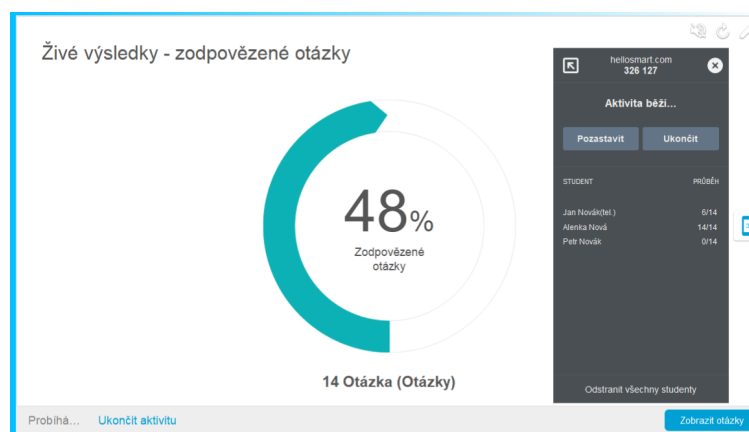 Živé výsledky - zodpovězené otázky
48%
Zodpovězené
otázky
14 Otázka (Otázky)
hellosmart.com
326 127
Aktivita běží...
Pozastavit
Ukončit
STUDENT PRŮBĚH
Jan Novák(tel.) 6/14
Alenka Nová 14/14
Petr Novák 0/14
Odstranit všechny studenty
Probíhá... Ukončit aktivitu
Zobrazit otázky